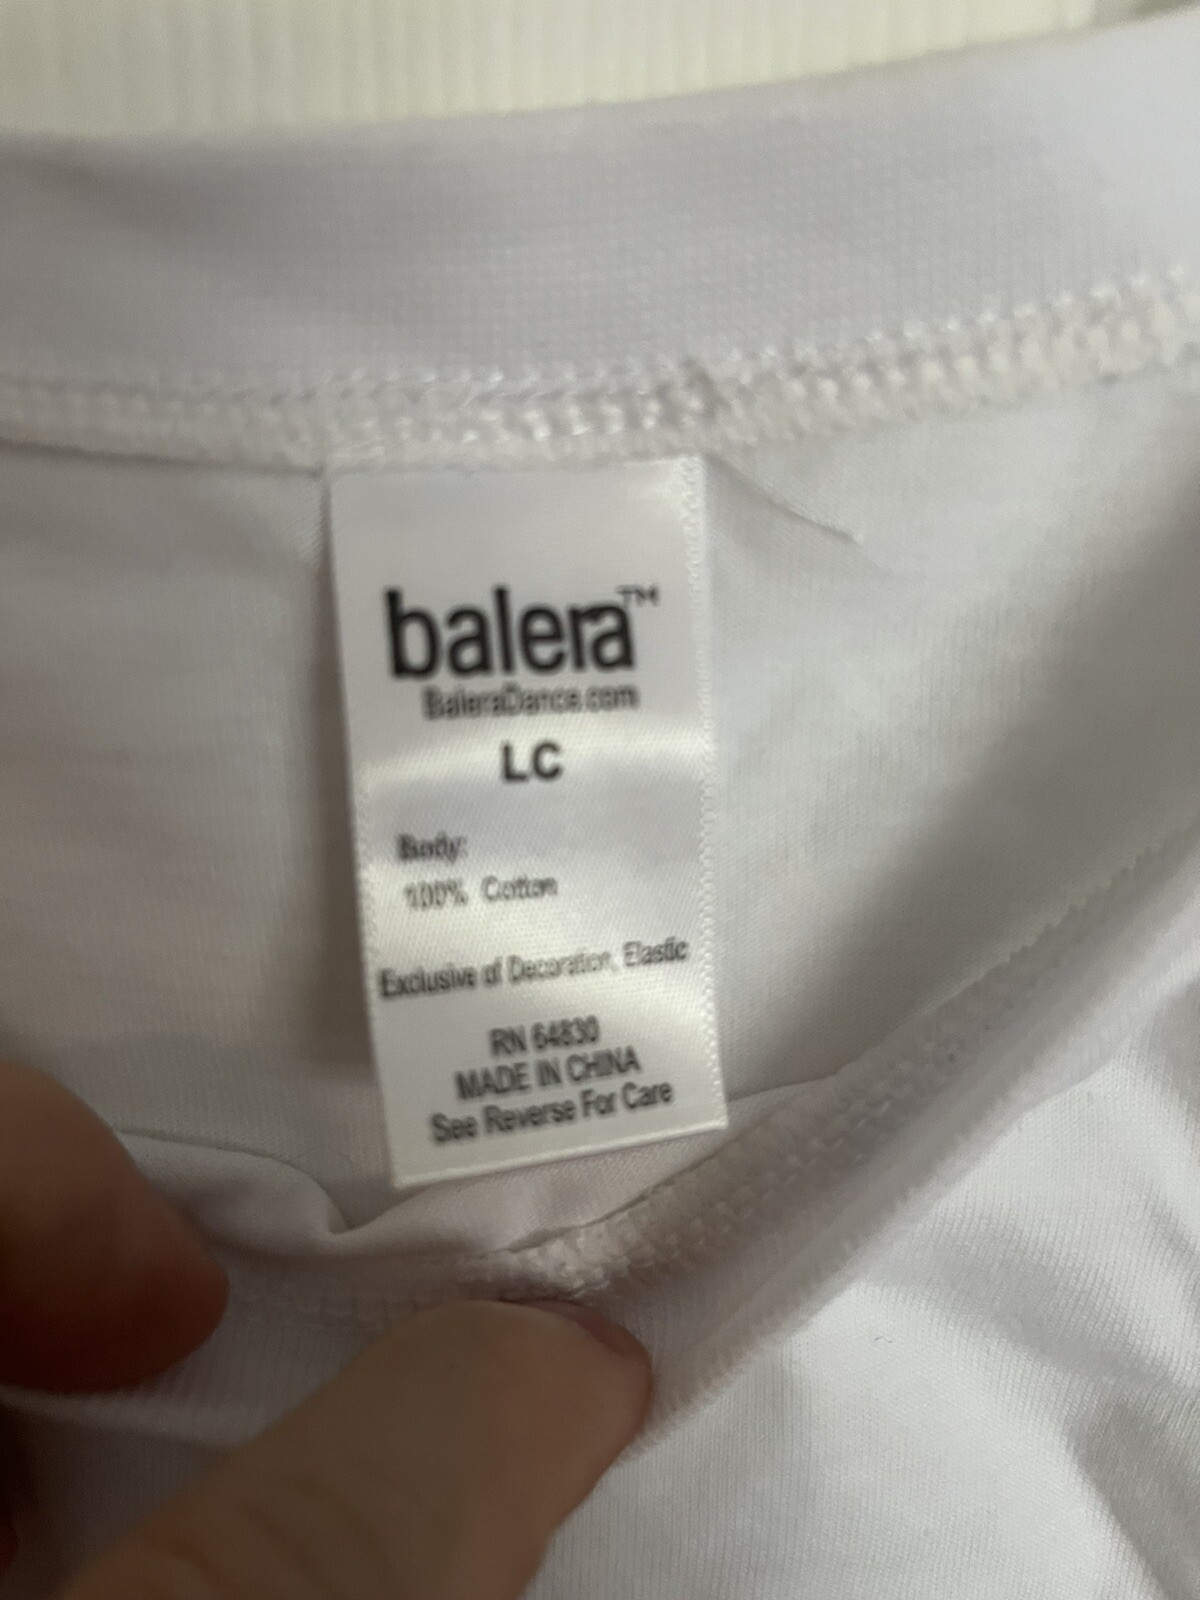 balera™
BaleraDance.com
LC
Body:
100% Cotton
Exclusive of Decoration, Elastic
RN 64830
MADE IN CHINA
See Reverse For Care